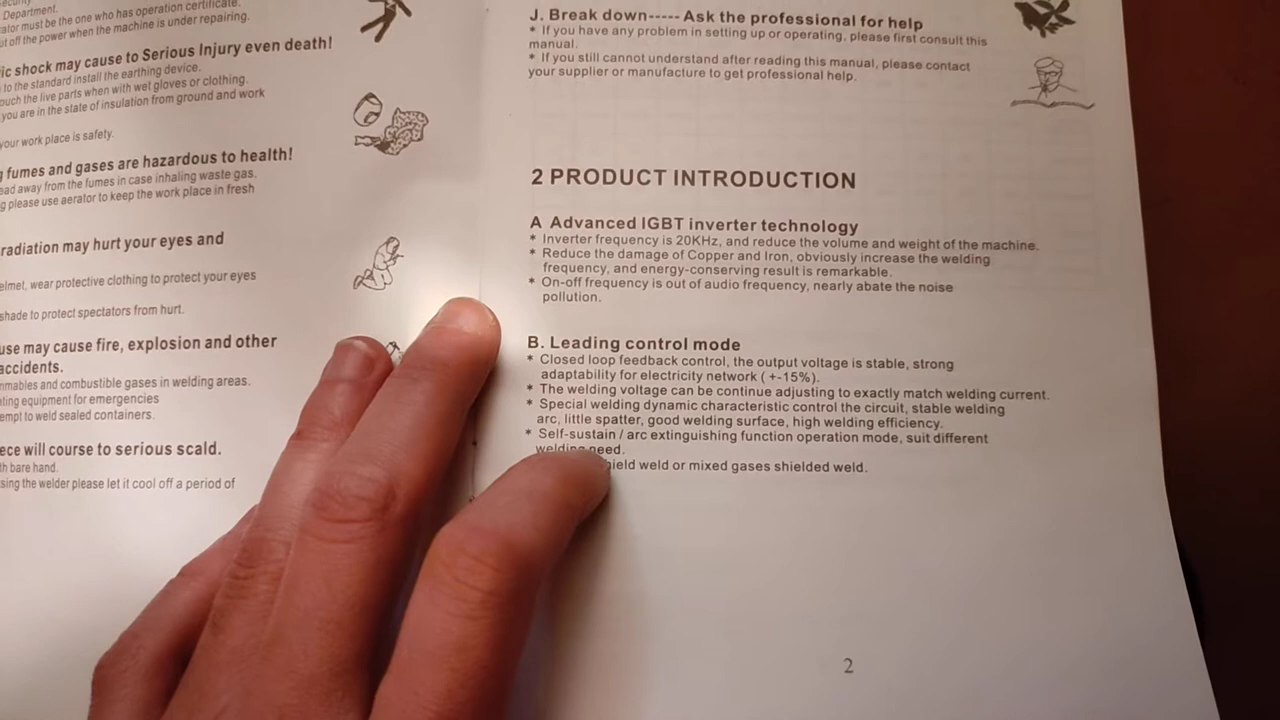 Department.
ator must be the one who has operation certificate.
ut off the power when the machine is under repairing.
ic shock may cause to Serious Injury even death!
to the standard install the earthing device.
ouch the live parts when with wet gloves or clothing.
you are in the state of insulation from ground and work
your work place is safety.
g fumes and gases are hazardous to health!
ead away from the fumes in case inhaling waste gas.
g please use aerator to keep the work place in fresh
radiation may hurt your eyes and
elmet, wear protective clothing to protect your eyes
shade to protect spectators from hurt.
use may cause fire, explosion and other
accidents.
nmables and combustible gases in welding areas.
ting equipment for emergencies
empt to weld sealed containers.
ece will course to serious scald.
th bare hand.
sing the welder please let it cool off a period of
J. Break down----- Ask the professional for help
* If you have any problem in setting up or operating, please first consult this
manual.
* If you still cannot understand after reading this manual, please contact
your supplier or manufacture to get professional help.
2 PRODUCT INTRODUCTION
A Advanced IGBT inverter technology
* Inverter frequency is 20KHz, and reduce the volume and weight of the machine.
* Reduce the damage of Copper and Iron, obviously increase the welding
frequency, and energy-conserving result is remarkable.
* On-off frequency is out of audio frequency, nearly abate the noise
pollution.
B. Leading control mode
* Closed loop feedback control, the output voltage is stable, strong
adaptability for electricity network ( +-15%).
* The welding voltage can be continue adjusting to exactly match welding current.
* Special welding dynamic characteristic control the circuit, stable welding
arc, little spatter, good welding surface, high welding efficiency.
* Self-sustain / arc extinguishing function operation mode, suit different
welding need.
ield weld or mixed gases shielded weld.
2